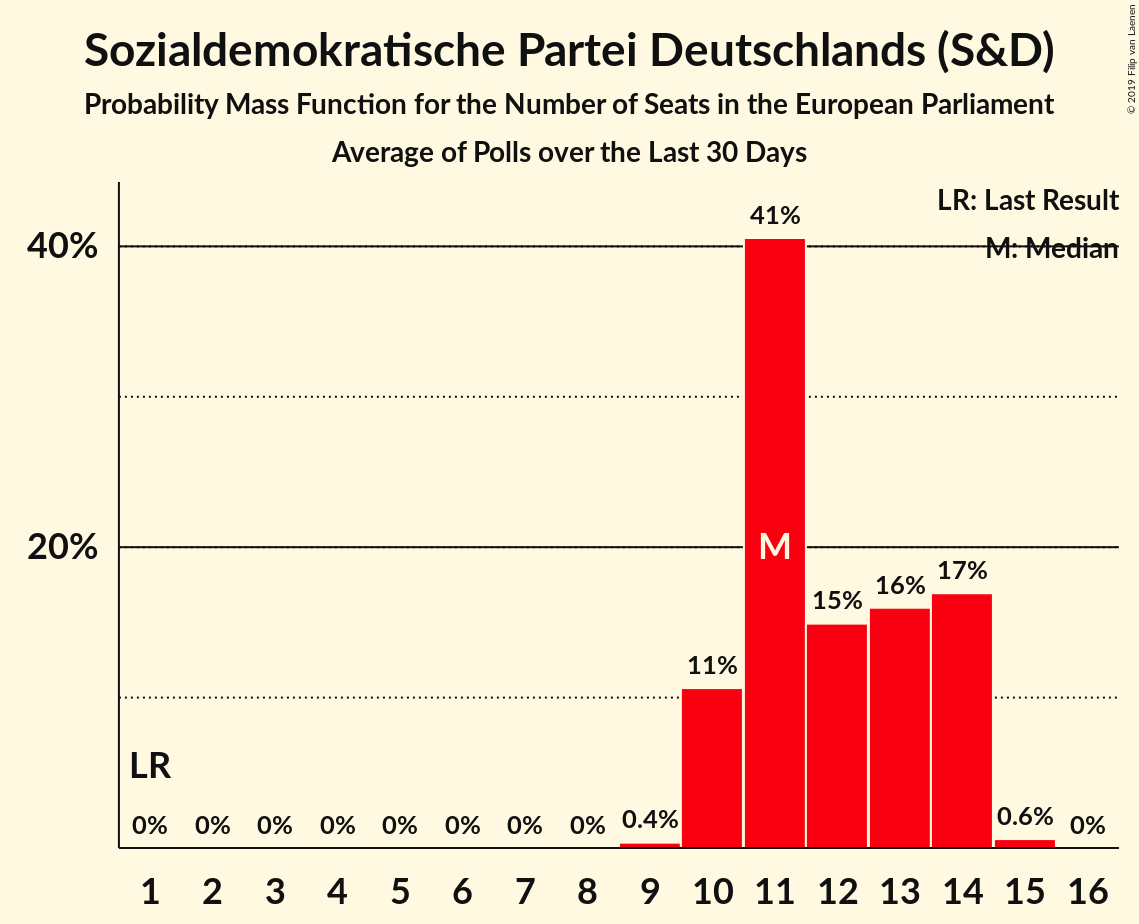 Sozialdemokratische Partei Deutschlands (S&D)
Probability Mass Function for the Number of Seats in the European Parliament
Average of Polls over the Last 30 Days
© 2019 Filip van Laenen
LR: Last Result
M: Median
41%
40%
M
20%
17%
16%
15%
11%
LR
0% 0% 0% 0% 0% 0% 0% 0% 0.4% 0.6% 0%
1 2 3 4 5 6 7 8 9 10 11 12 13 14 15 16